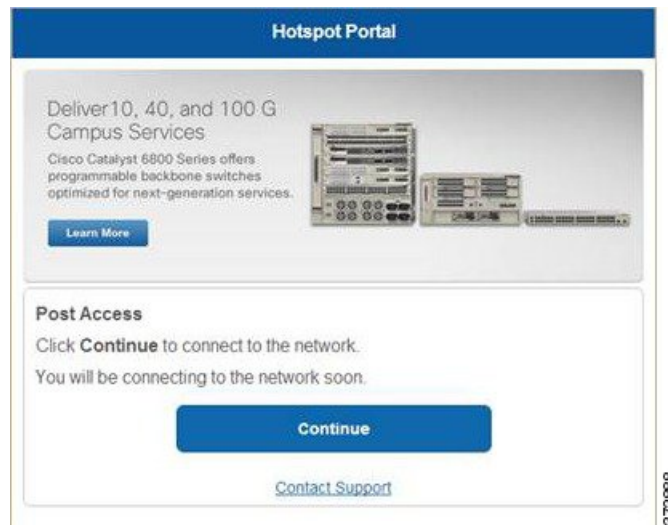 Hotspot Portal
Deliver10, 40, and 100 G
Campus Services
Cisco Catalyst 6800 Series offers
programmable backbone switches
optimized for next-generation services.
Learn More
Post Access
Click Continue to connect to the network.
You will be connecting to the network soon.
Continue
Contact Support